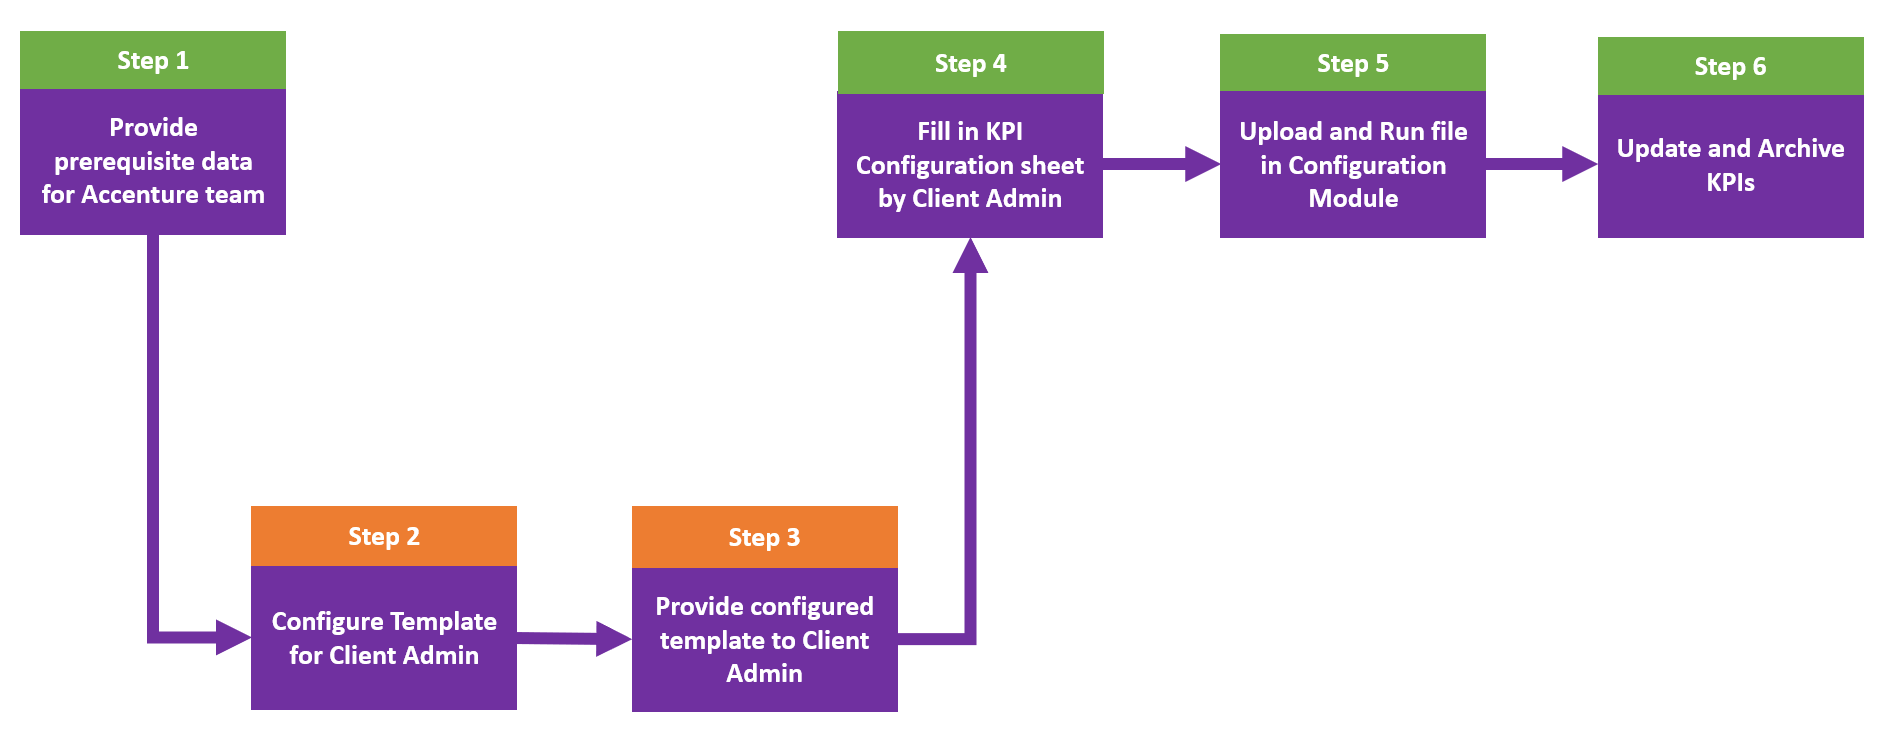 Step 1
Provide
prerequisite data
for Accenture team
Step 2
Configure Template
for Client Admin
Step 3
Provide configured
template to Client
Admin
Step 4
Fill in KPI
Configuration sheet
by Client Admin
Step 5
Upload and Run file
in Configuration
Module
Step 6
Update and Archive
KPIs